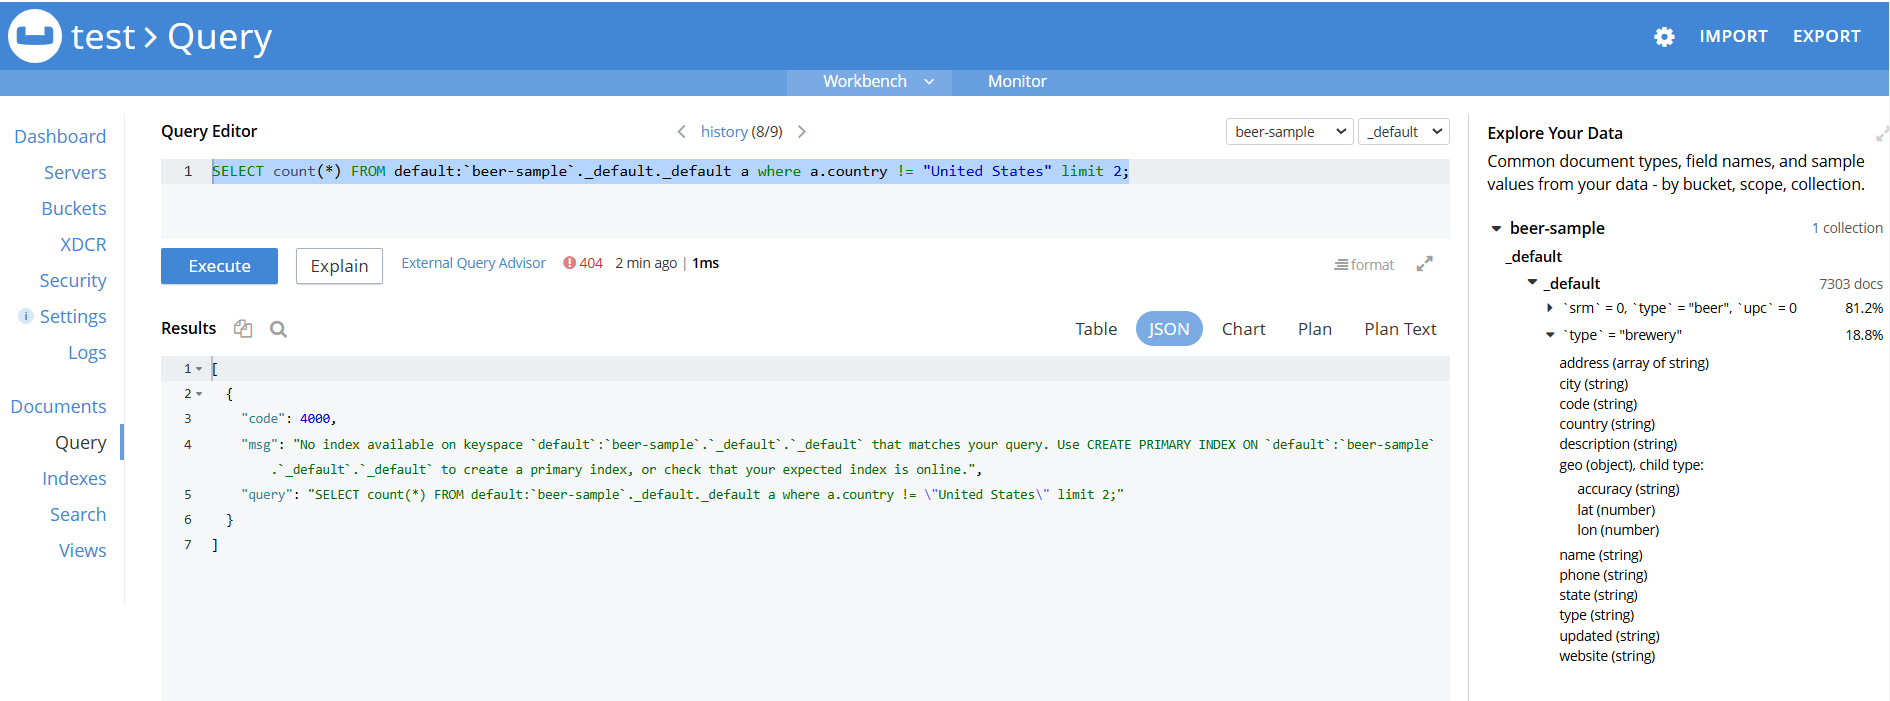 test > Query
IMPORT EXPORT
Workbench Monitor
Dashboard
Servers
Buckets
XDCR
Security
i Settings
Logs
Documents
Query
Indexes
Search
Views
Query Editor
< history (8/9) >
beer-sample _default
1 SELECT count(*) FROM default:`beer-sample`._default._default a where a.country != "United States" limit 2;
Execute Explain External Query Advisor ! 404 2 min ago | 1ms
format
Results
Table JSON Chart Plan Plan Text
1 [
2 {
3 "code": 4000,
4 "msg": "No index available on keyspace `default`:`beer-sample`.`_default`.`_default` that matches your query. Use CREATE PRIMARY INDEX ON `default`:`beer-sample`
.`_default`.`_default` to create a primary index, or check that your expected index is online.",
5 "query": "SELECT count(*) FROM default:`beer-sample`._default._default a where a.country != \"United States\" limit 2;"
6 }
7 ]
Explore Your Data
Common document types, field names, and sample
values from your data - by bucket, scope, collection.
beer-sample 1 collection
_default
_default 7303 docs
`srm` = 0, `type` = "beer", `upc` = 0 81.2%
`type` = "brewery" 18.8%
address (array of string)
city (string)
code (string)
country (string)
description (string)
geo (object), child type:
accuracy (string)
lat (number)
lon (number)
name (string)
phone (string)
state (string)
type (string)
updated (string)
website (string)